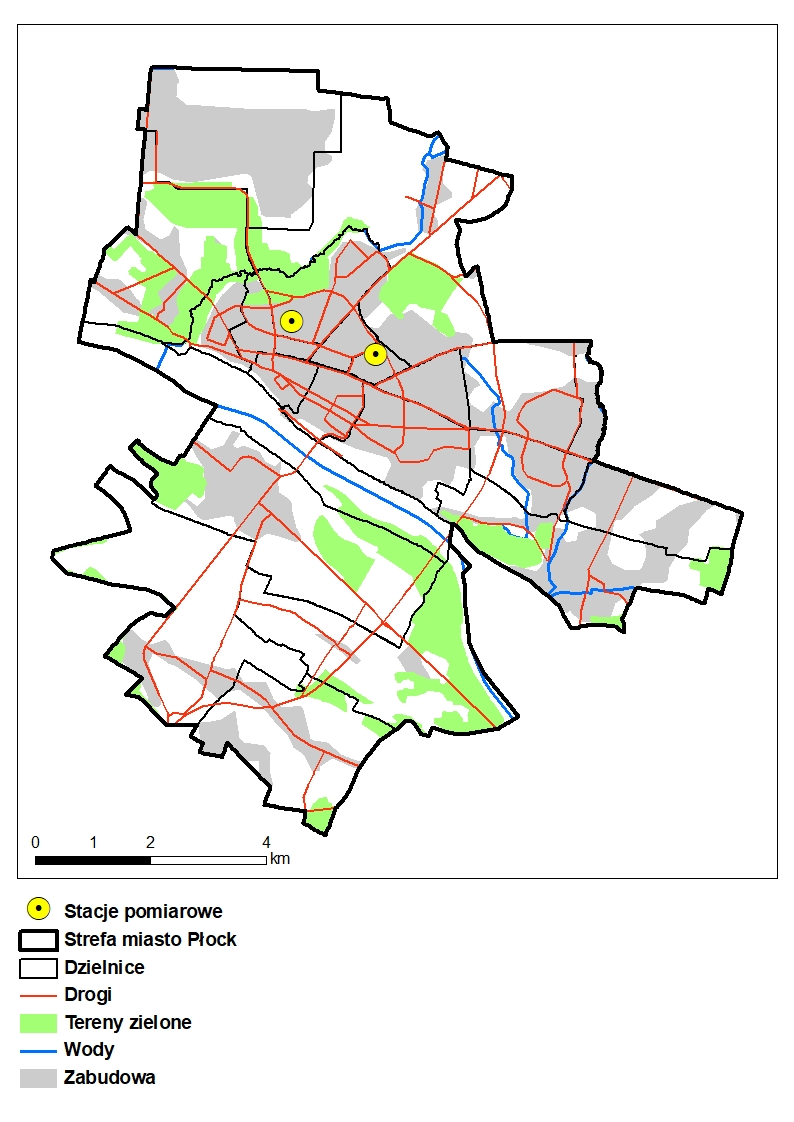 0 1 2 4
km
Stacje pomiarowe
Strefa miasto Płock
Dzielnice
Drogi
Tereny zielone
Wody
Zabudowa